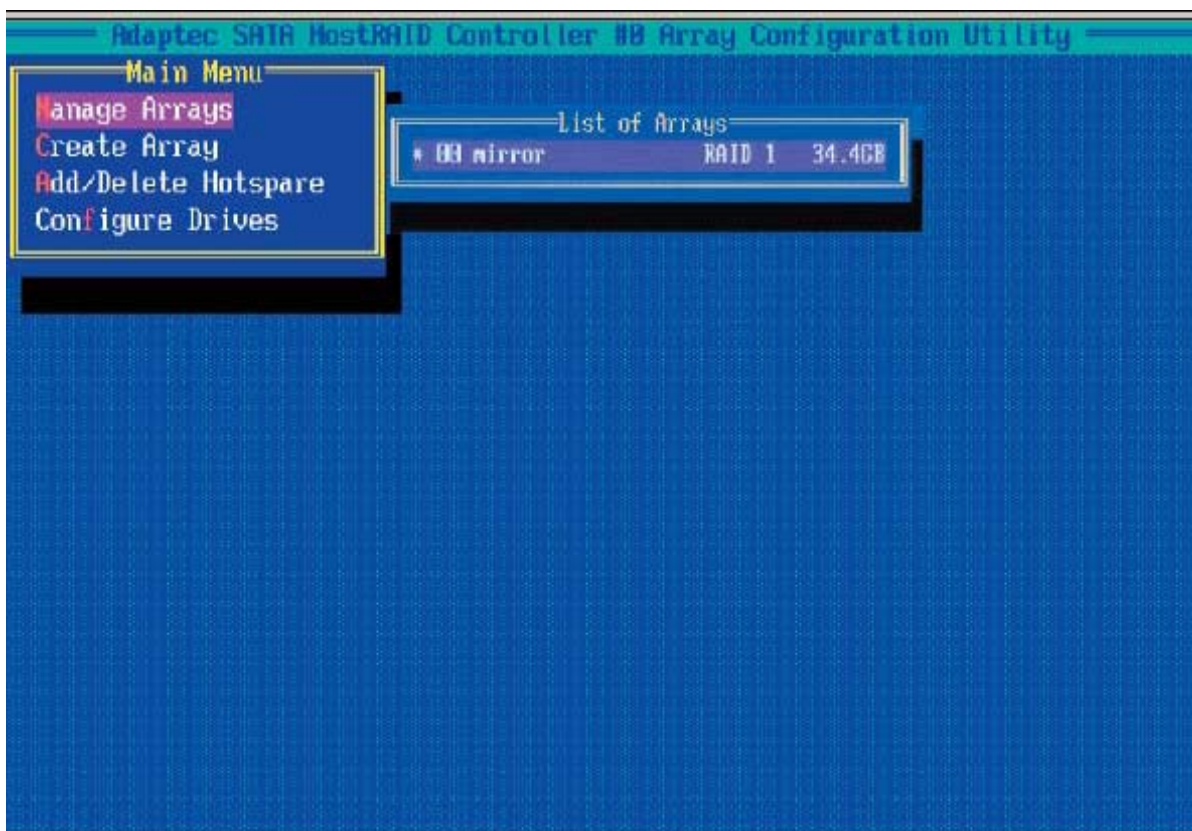 Adaptec SATA HostRAID Controller #0 Array Configuration Utility
Main Menu
Manage Arrays
Create Array
Add/Delete Hotspare
Configure Drives
List of Arrays
* 00 mirror RAID 1 34.4GB